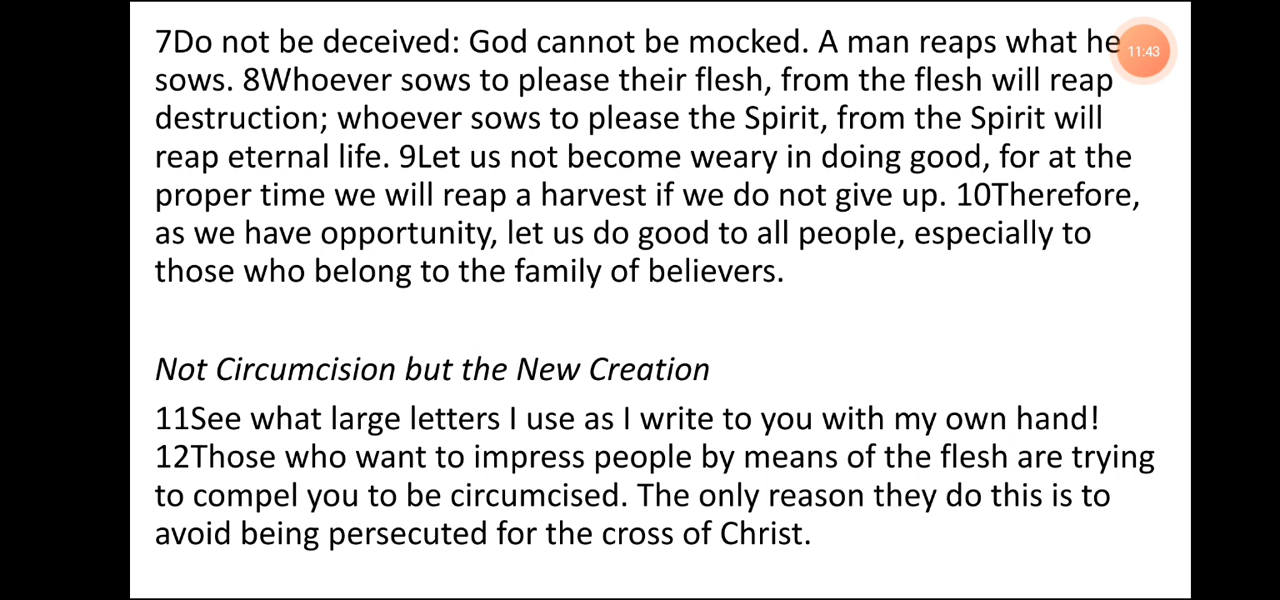 7Do not be deceived: God cannot be mocked. A man reaps what he
11:43
sows. 8Whoever sows to please their flesh, from the flesh will reap
destruction; whoever sows to please the Spirit, from the Spirit will
reap eternal life. 9Let us not become weary in doing good, for at the
proper time we will reap a harvest if we do not give up. 10Therefore,
as we have opportunity, let us do good to all people, especially to
those who belong to the family of believers.
Not Circumcision but the New Creation
11See what large letters I use as I write to you with my own hand!
12Those who want to impress people by means of the flesh are trying
to compel you to be circumcised. The only reason they do this is to
avoid being persecuted for the cross of Christ.